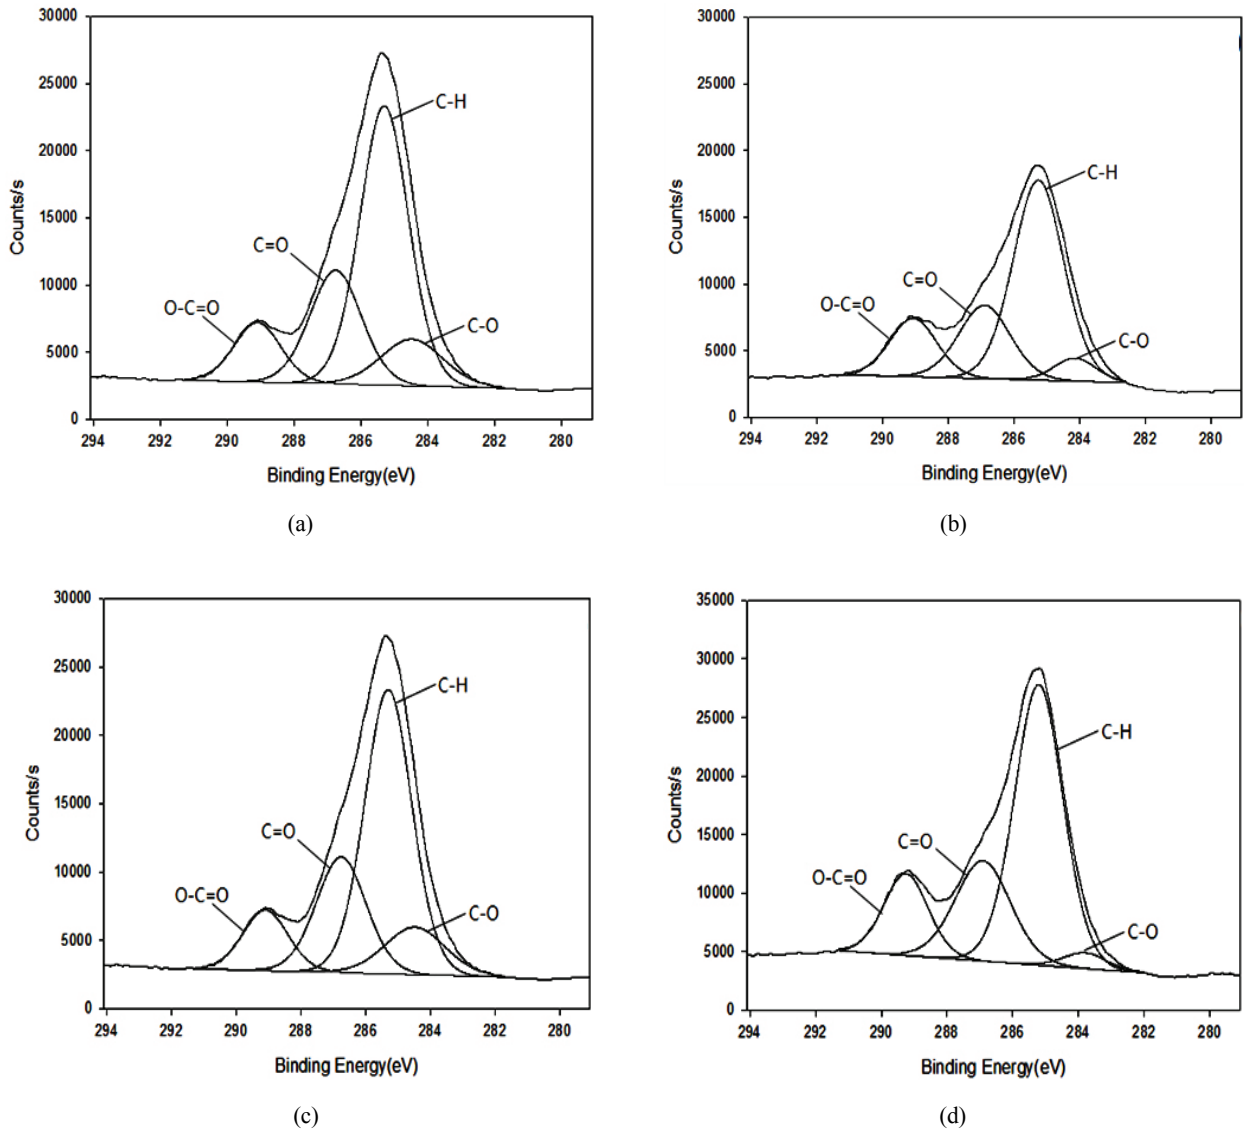 30000
25000
20000
15000
10000
5000
0
Counts/s
C-H
C=O
O-C=O
C-O
294 292 290 288 286 284 282 280
Binding Energy(eV)
(a)
30000
25000
20000
15000
10000
5000
0
Counts/s
C-H
C=O
O-C=O
C-O
294 292 290 288 286 284 282 280
Binding Energy(eV)
(b)
30000
25000
20000
15000
10000
5000
0
Counts/s
C-H
C=O
O-C=O
C-O
294 292 290 288 286 284 282 280
Binding Energy(eV)
(c)
35000
30000
25000
20000
15000
10000
5000
0
Counts/s
C-H
C=O
O-C=O
C-O
294 292 290 288 286 284 282 280
Binding Energy(eV)
(d)